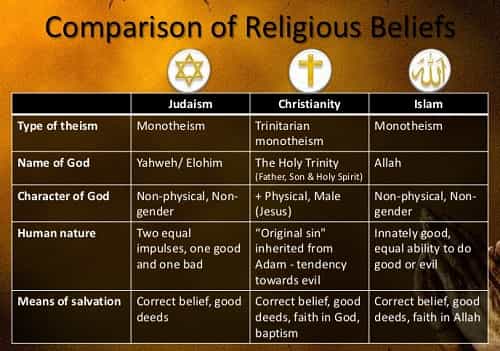 Comparison of Religious Beliefs
الله
Judaism Christianity Islam
Type of theism Monotheism Trinitarian monotheism Monotheism
Name of God Yahweh/ Elohim The Holy Trinity (Father, Son & Holy Spirit) Allah
Character of God Non-physical, Non-gender + Physical, Male (Jesus) Non-physical, Non-gender
Human nature Two equal impulses, one good and one bad “Original sin” inherited from Adam - tendency towards evil Innately good, equal ability to do good or evil
Means of salvation Correct belief, good deeds Correct belief, good deeds, faith in God, baptism Correct belief, good deeds, faith in Allah